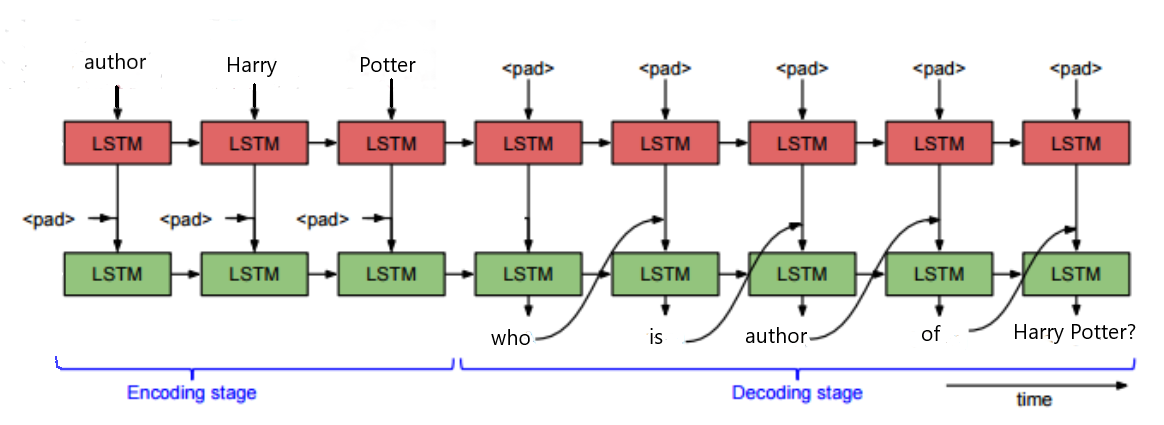 author Harry Potter <pad> <pad> <pad> <pad> <pad>
LSTM LSTM LSTM LSTM LSTM LSTM LSTM LSTM
<pad> <pad> <pad>
LSTM LSTM LSTM LSTM LSTM LSTM LSTM LSTM
who is author of Harry Potter?
Encoding stage Decoding stage
time